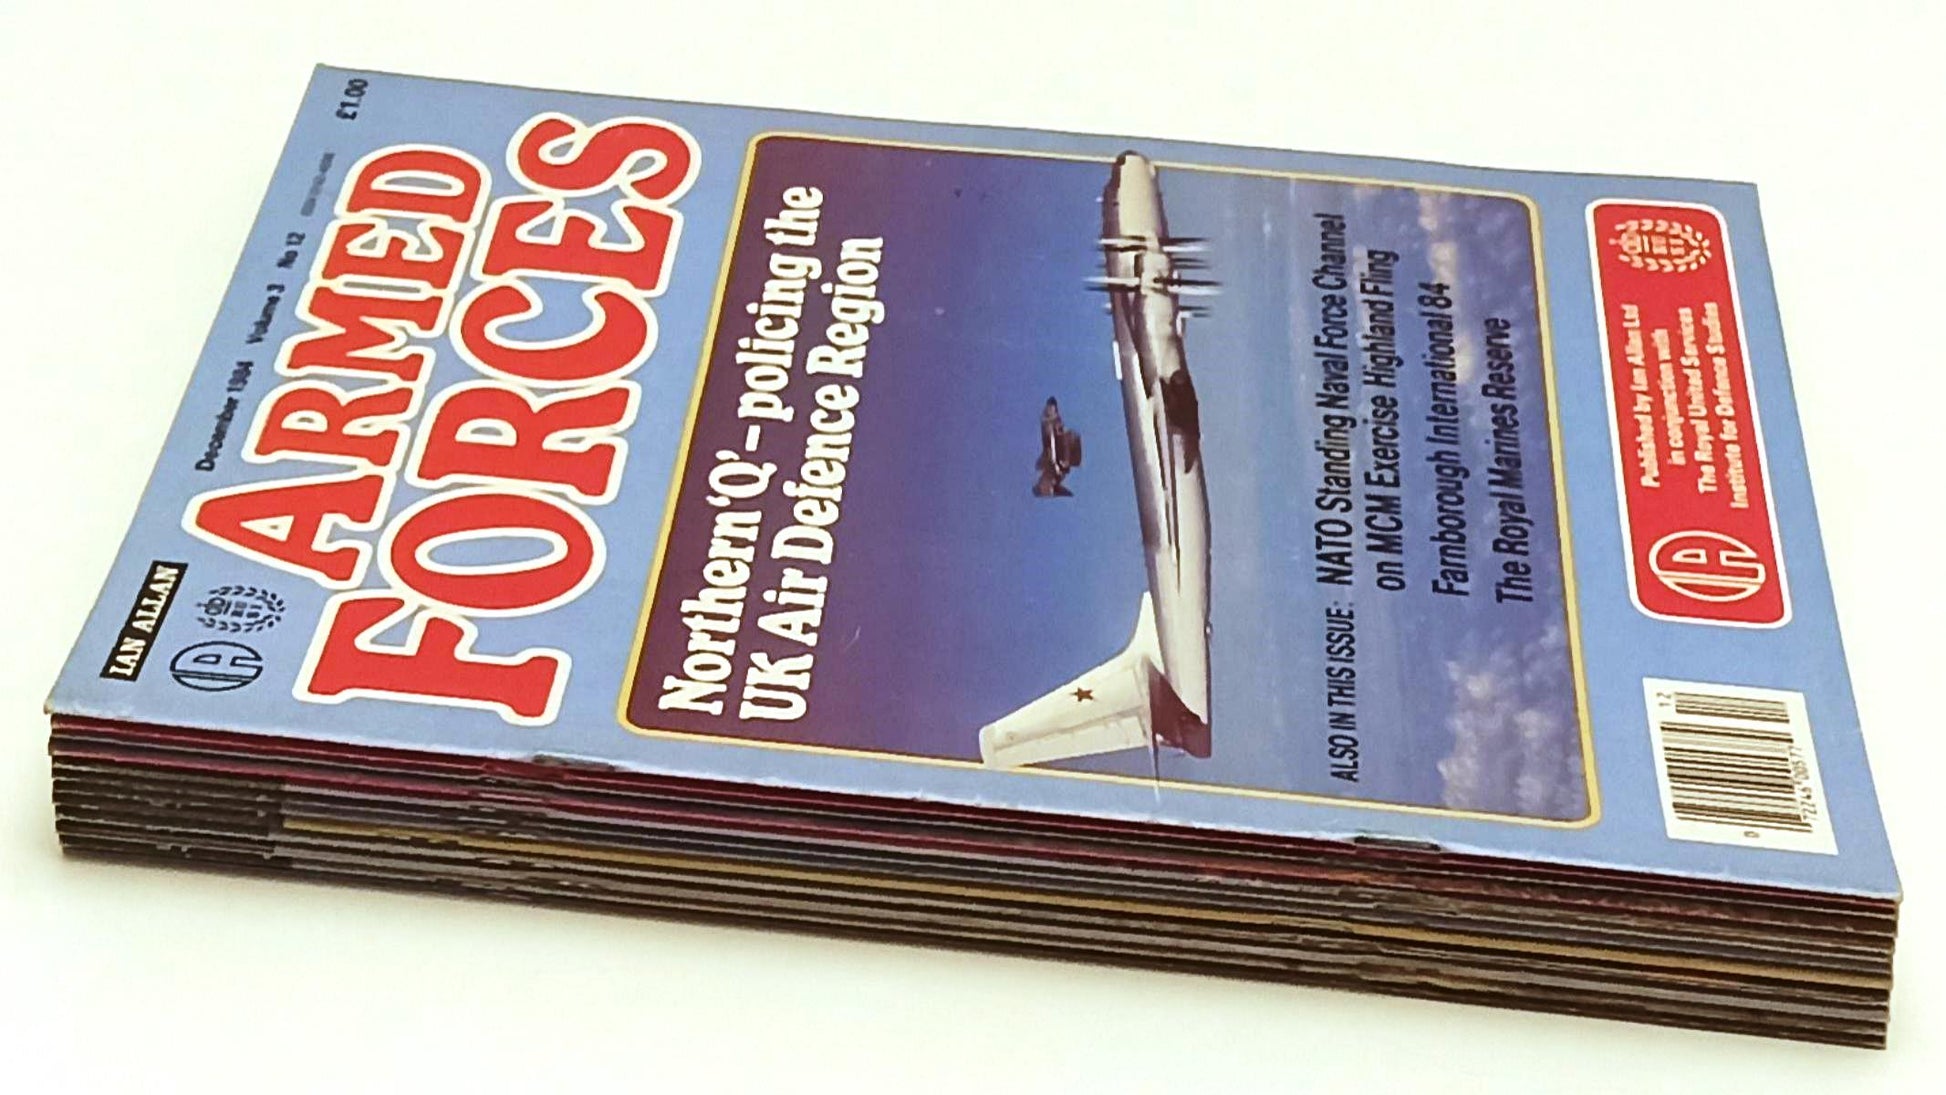 IAN ALLAN
December 1984 Volume 3 No 12
£1.00
ARMED
FORCES
Northern 'Q' – policing the
UK Air Defence Region
ALSO IN THIS ISSUE: NATO Standing Naval Force Channel
on MCM Exercise Highland Fling
Farnborough International 84
The Royal Marines Reserve
Published by Ian Allan Ltd
in conjunction with
The Royal United Services
Institute for Defence Studies
12